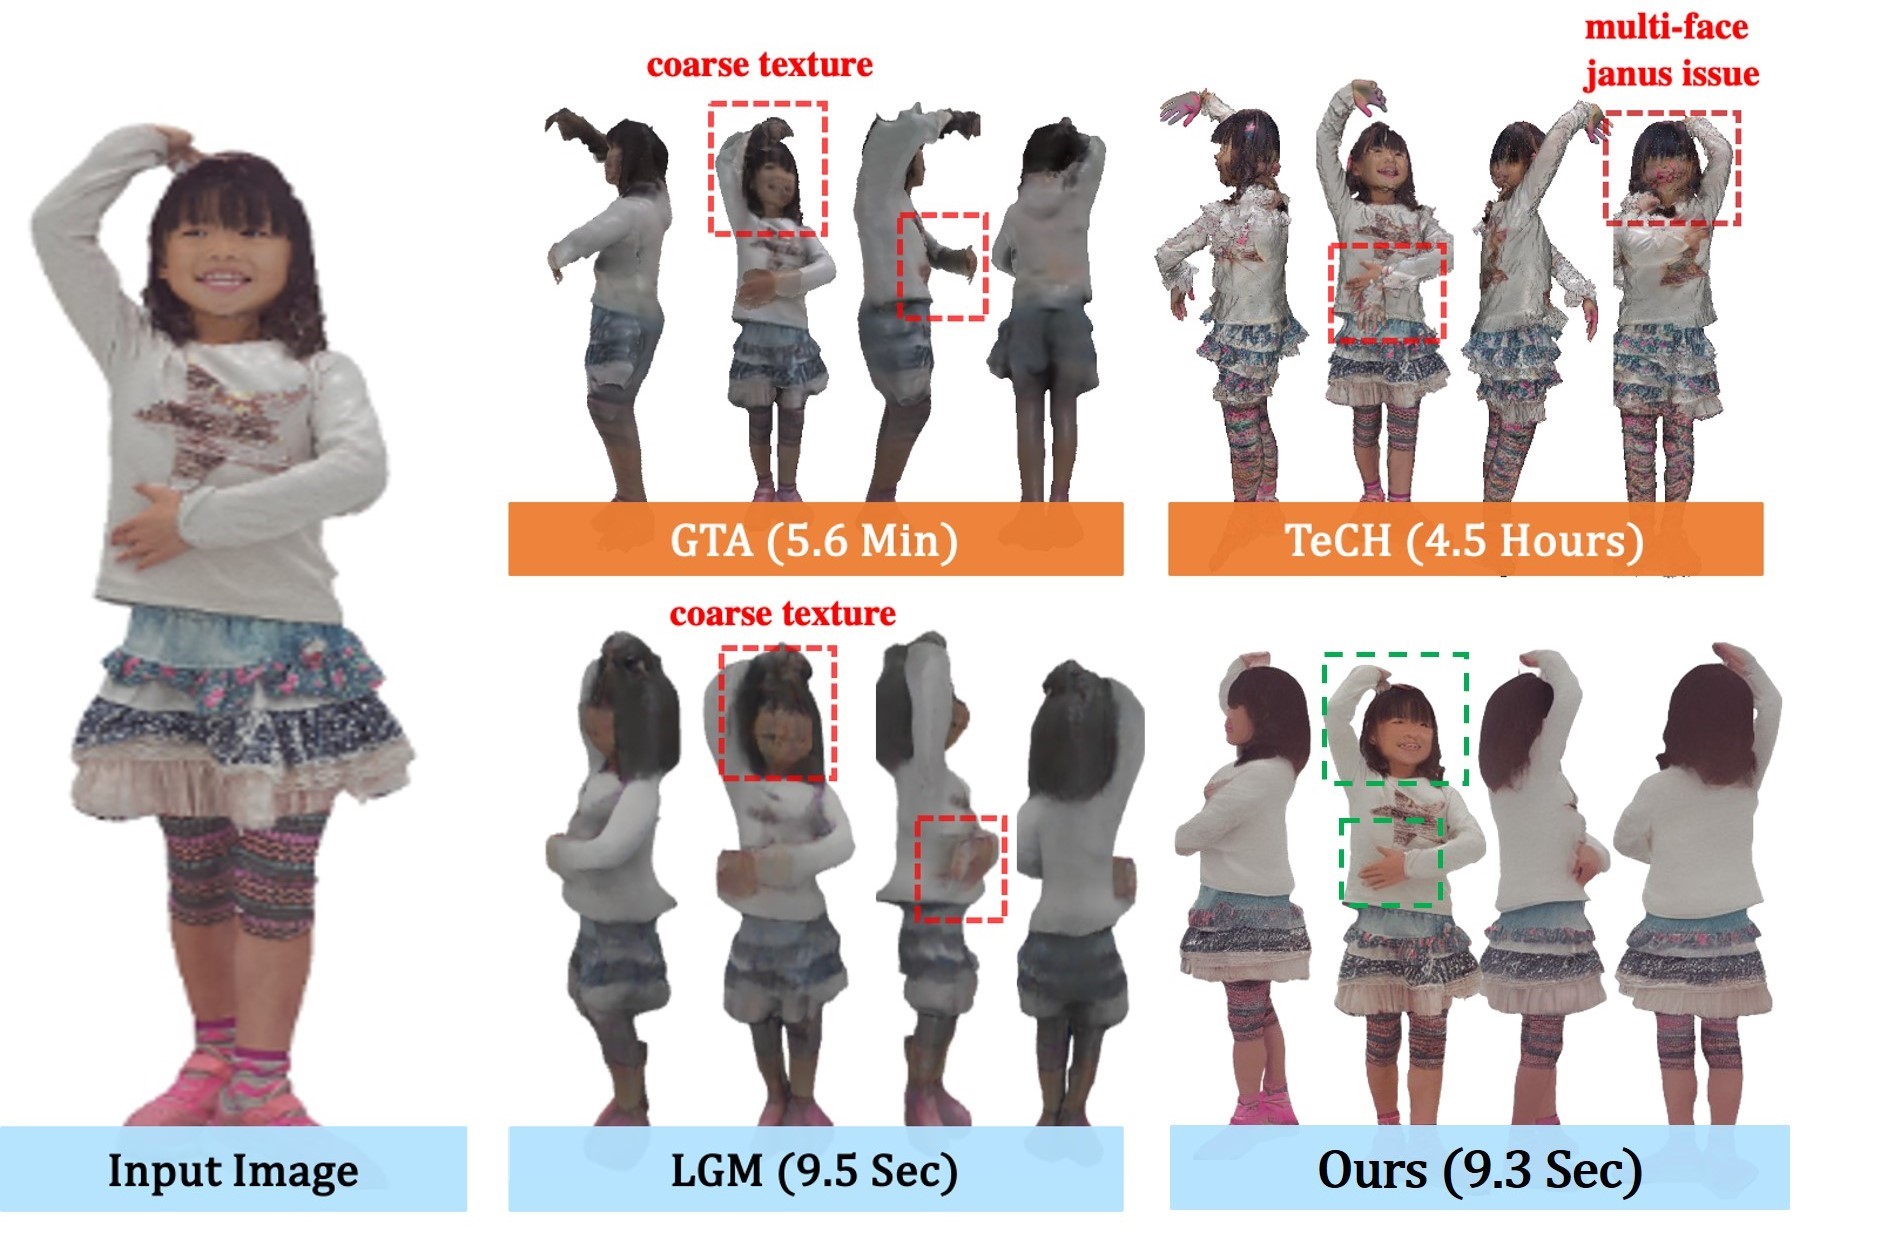 multi-face
janus issue
coarse texture
GTA (5.6 Min)
TeCH (4.5 Hours)
coarse texture
Input Image
LGM (9.5 Sec)
Ours (9.3 Sec)